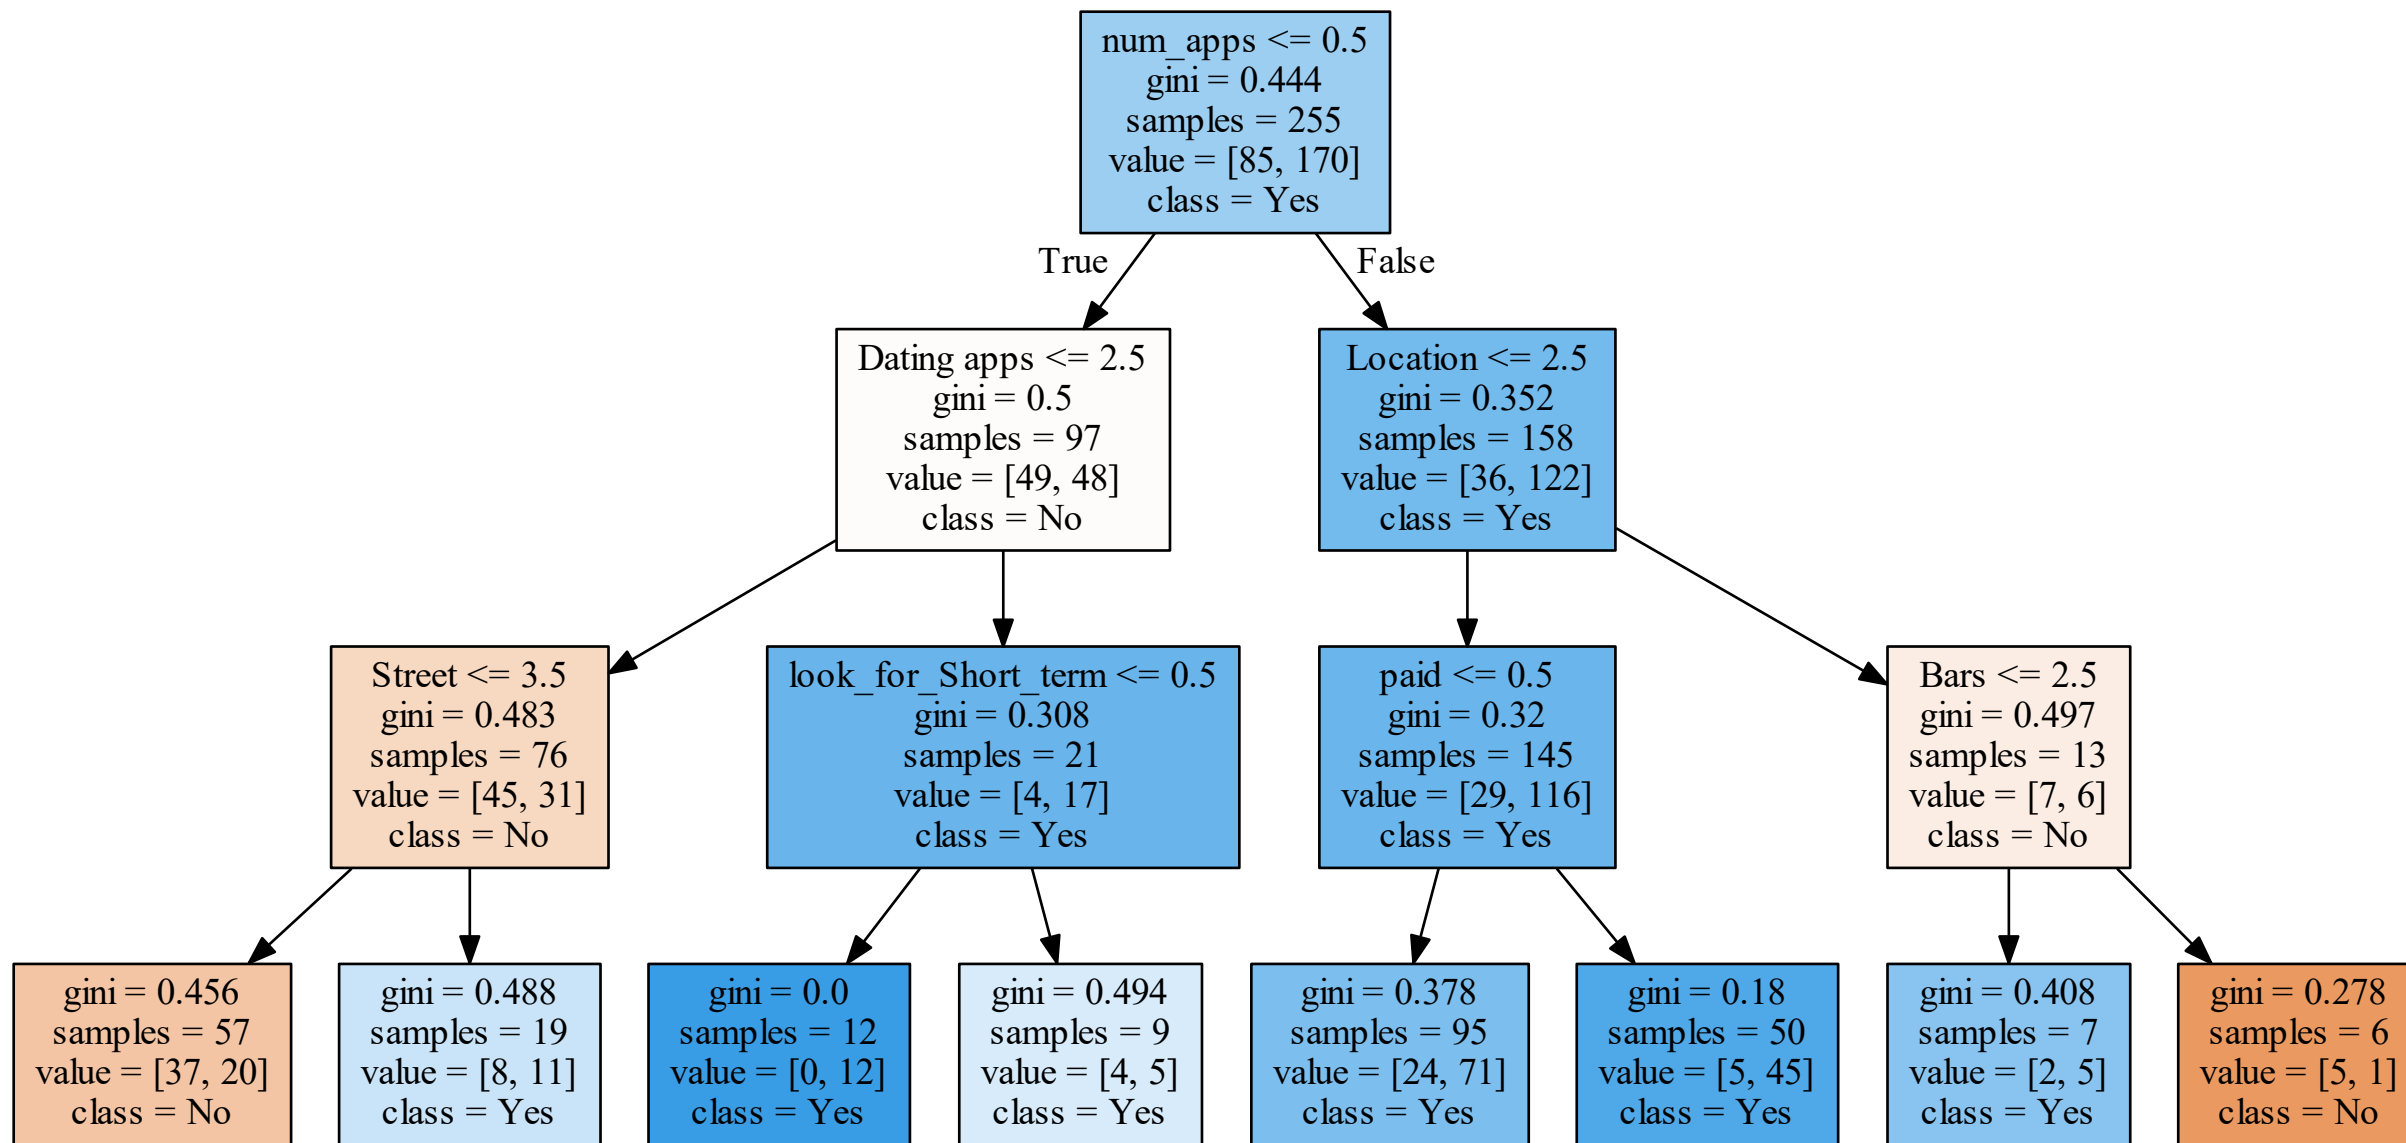 num_apps <= 0.5
gini = 0.444
samples = 255
value = [85, 170]
class = Yes
True
False
Dating apps <= 2.5
gini = 0.5
samples = 97
value = [49, 48]
class = No
Location <= 2.5
gini = 0.352
samples = 158
value = [36, 122]
class = Yes
Street <= 3.5
gini = 0.483
samples = 76
value = [45, 31]
class = No
look_for_Short_term <= 0.5
gini = 0.308
samples = 21
value = [4, 17]
class = Yes
paid <= 0.5
gini = 0.32
samples = 145
value = [29, 116]
class = Yes
Bars <= 2.5
gini = 0.497
samples = 13
value = [7, 6]
class = No
gini = 0.456
samples = 57
value = [37, 20]
class = No
gini = 0.488
samples = 19
value = [8, 11]
class = Yes
gini = 0.0
samples = 12
value = [0, 12]
class = Yes
gini = 0.494
samples = 9
value = [4, 5]
class = Yes
gini = 0.378
samples = 95
value = [24, 71]
class = Yes
gini = 0.18
samples = 50
value = [5, 45]
class = Yes
gini = 0.408
samples = 7
value = [2, 5]
class = Yes
gini = 0.278
samples = 6
value = [5, 1]
class = No